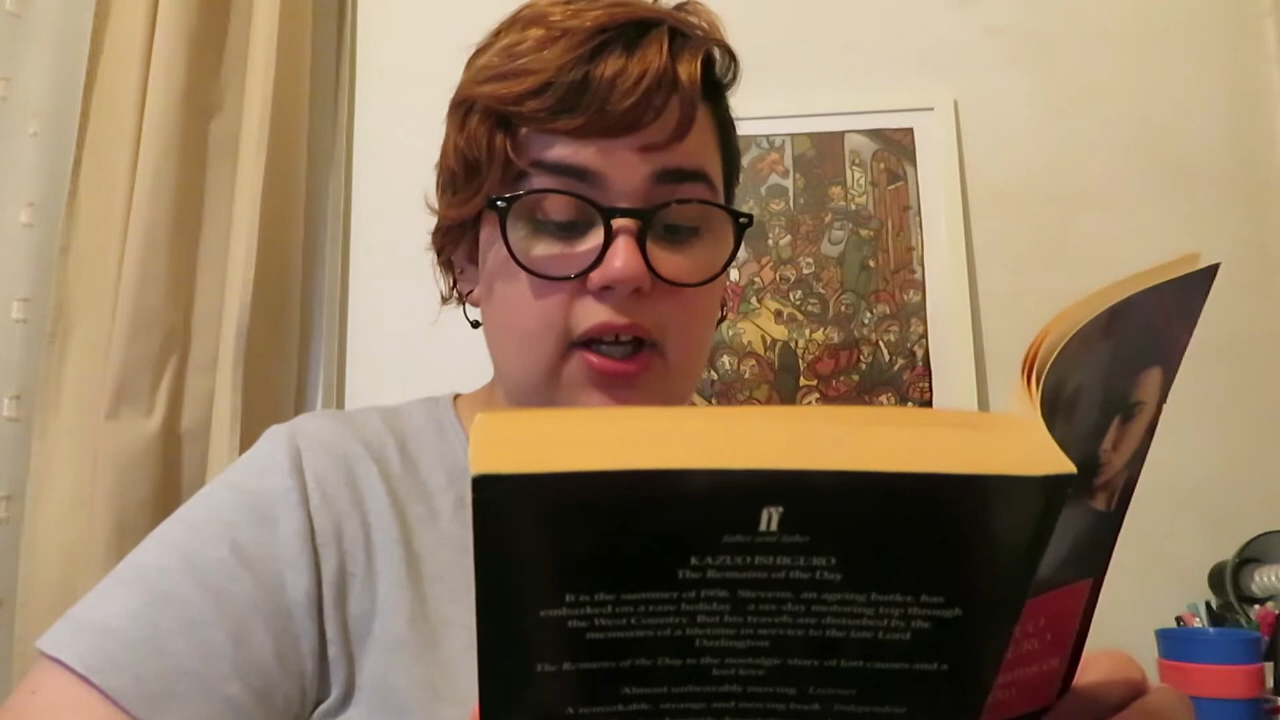 ff
faber and faber
KAZUO ISHIGURO
The Remains of the Day
It is the summer of 1956. Stevens, an ageing butler, has
embarked on a rare holiday – a six-day motoring trip through
the West Country. But his travels are disturbed by the
memories of a lifetime in service to the late Lord
Darlington
The Remains of the Day is the nostalgic story of lost causes and a
lost love
Almost unbearably moving Listener
A remarkable, strange and moving book Independent